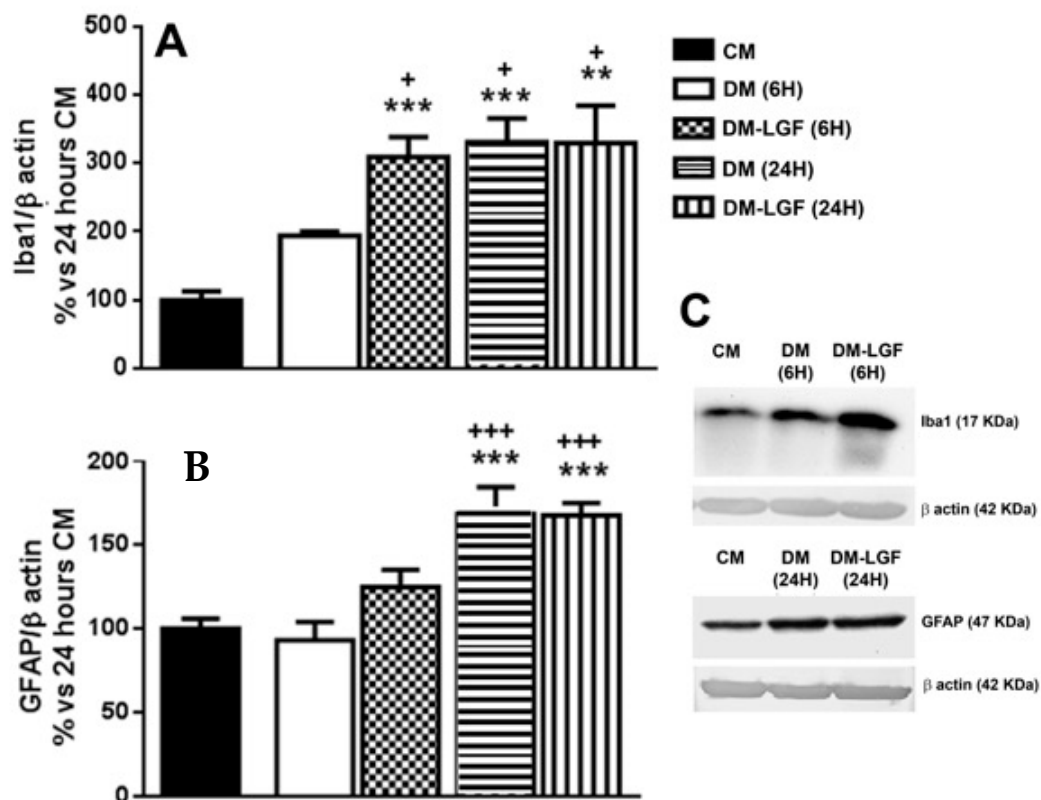 A
500
400
300
200
100
0
Iba1/β actin
% vs 24 hours CM
+
***
+
***
+
**
CM
DM (6H)
DM-LGF (6H)
DM (24H)
DM-LGF (24H)
B
200
150
100
50
0
GFAP/β actin
% vs 24 hours CM
+++
***
+++
***
C
CM DM DM-LGF
(6H) (6H)
Iba1 (17 KDa)
β actin (42 KDa)
CM DM DM-LGF
(24H) (24H)
GFAP (47 KDa)
β actin (42 KDa)